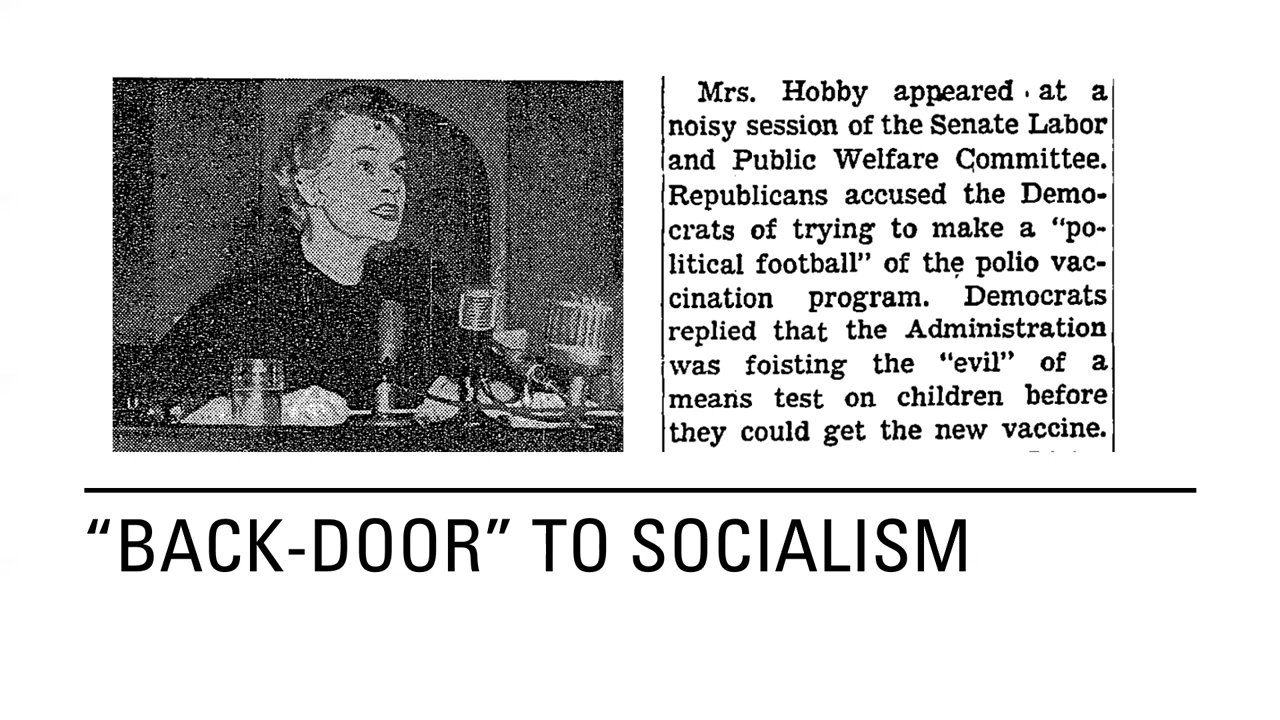 Mrs. Hobby appeared at a
noisy session of the Senate Labor
and Public Welfare Committee.
Republicans accused the Demo-
crats of trying to make a “po-
litical football” of the polio vac-
cination program. Democrats
replied that the Administration
was foisting the “evil” of a
means test on children before
they could get the new vaccine.
“BACK-DOOR” TO SOCIALISM